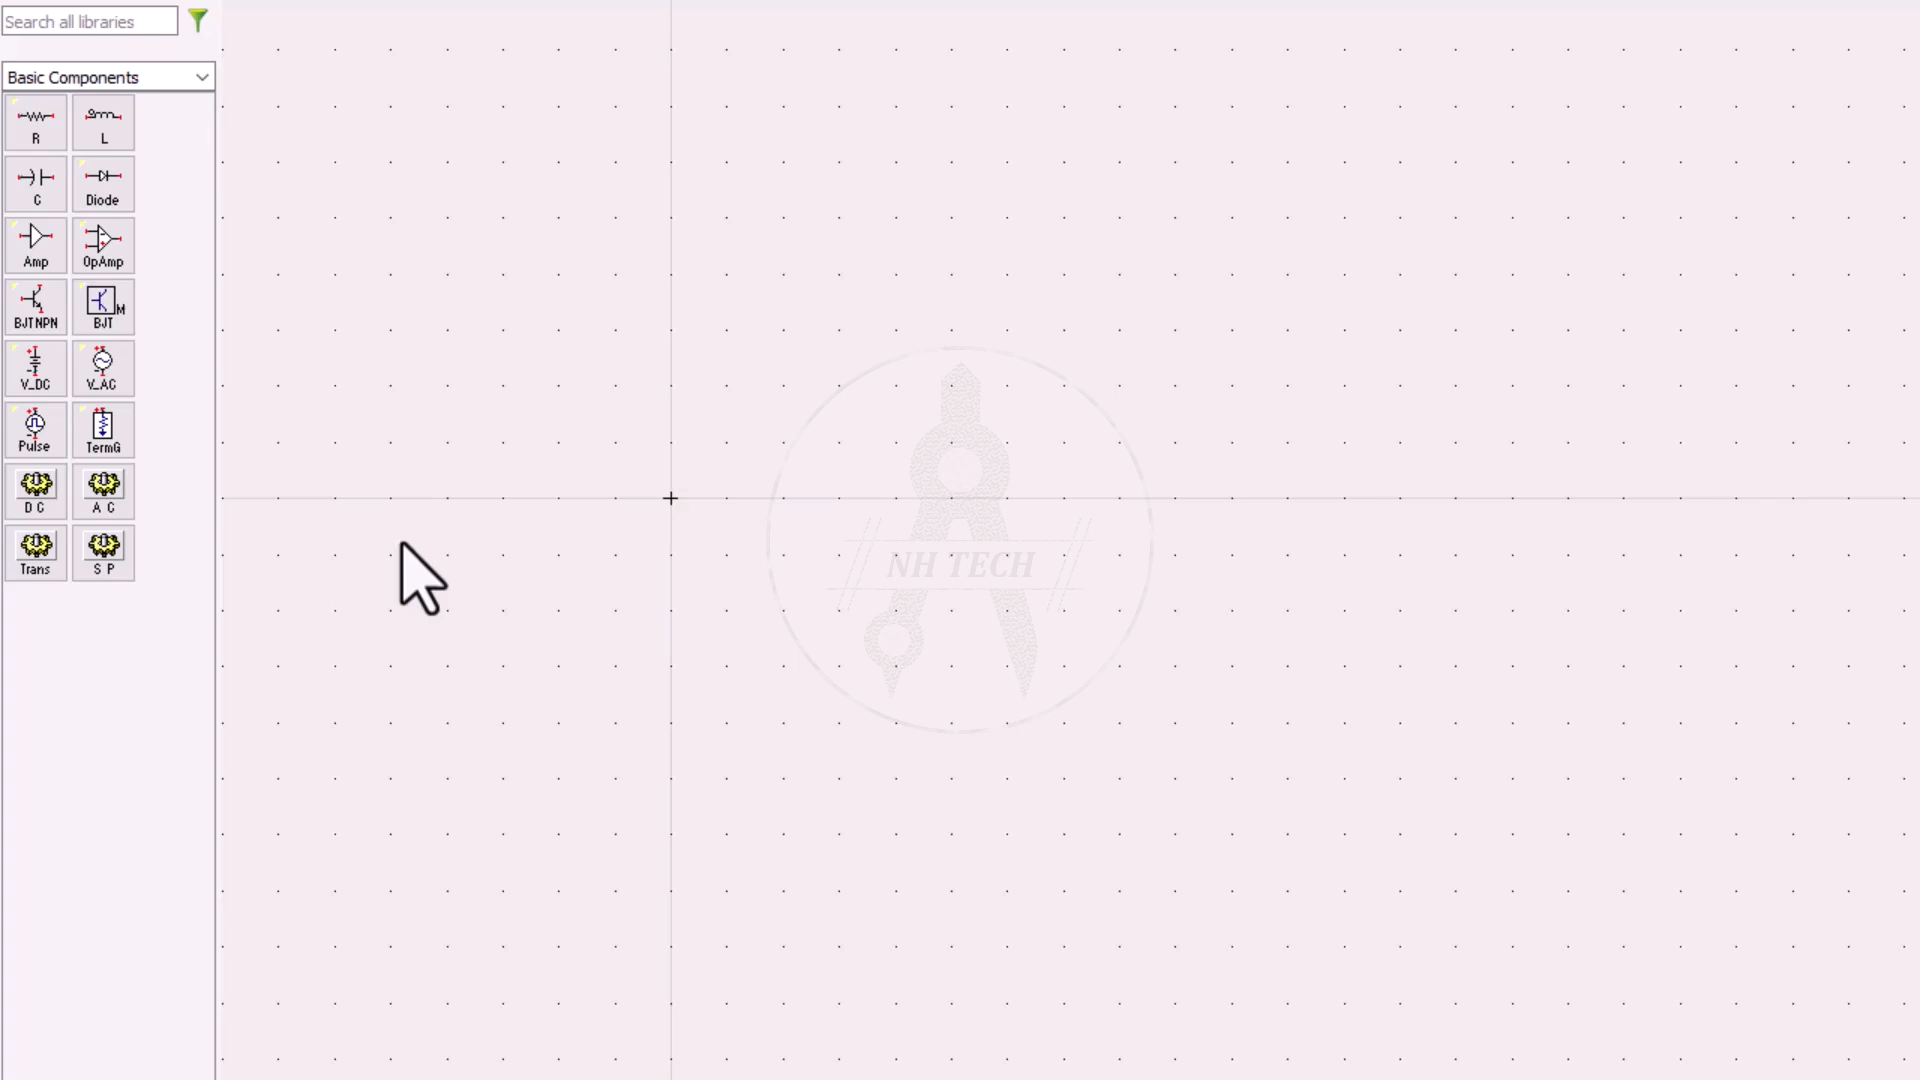 Search all libraries
Basic Components
R L
C Diode
Amp OpAmp
M
BJTNPN BJT
V_DC V_AC
Pulse TermG
DC AC
Trans SP
NH TECH